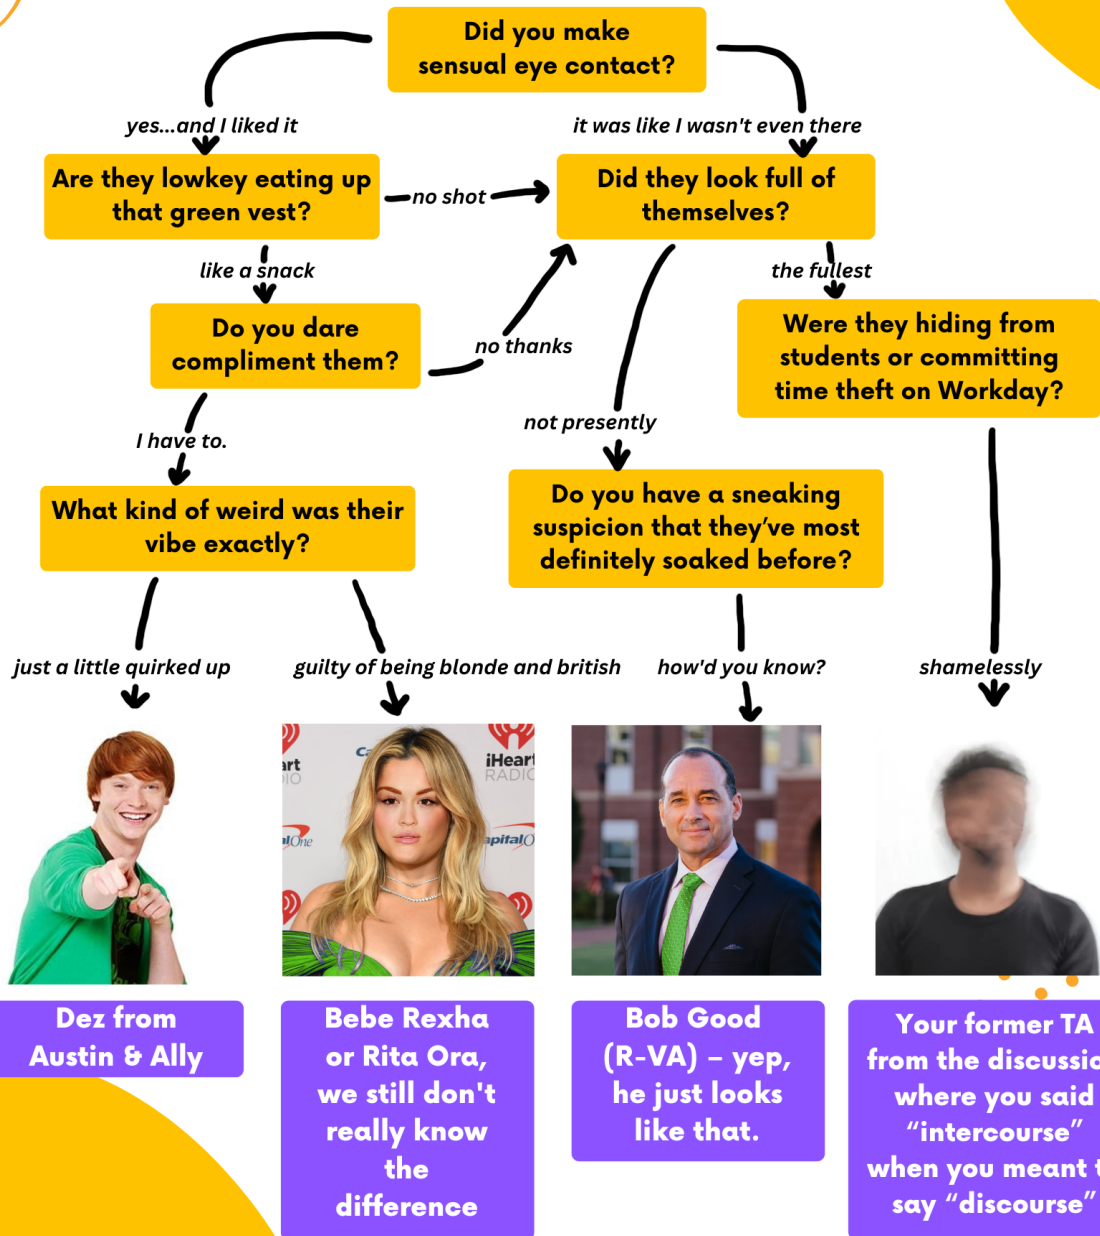 Did you make
sensual eye contact?
yes...and I liked it
it was like I wasn't even there
Are they lowkey eating up
that green vest?
no shot
Did they look full of
themselves?
like a snack
the fullest
Do you dare
compliment them?
no thanks
Were they hiding from
students or committing
time theft on Workday?
I have to.
not presently
What kind of weird was their
vibe exactly?
Do you have a sneaking
suspicion that they’ve most
definitely soaked before?
just a little quirked up
guilty of being blonde and british
how'd you know?
shamelessly
iHeart
RADIO
art
IO
Ca
alOne
apitalO
Dez from
Austin & Ally
Bebe Rexha
or Rita Ora,
we still don't
really know
the
difference
Bob Good
(R-VA) – yep,
he just looks
like that.
Your former TA
from the discussio
where you said
“intercourse”
when you meant t
say “discourse”